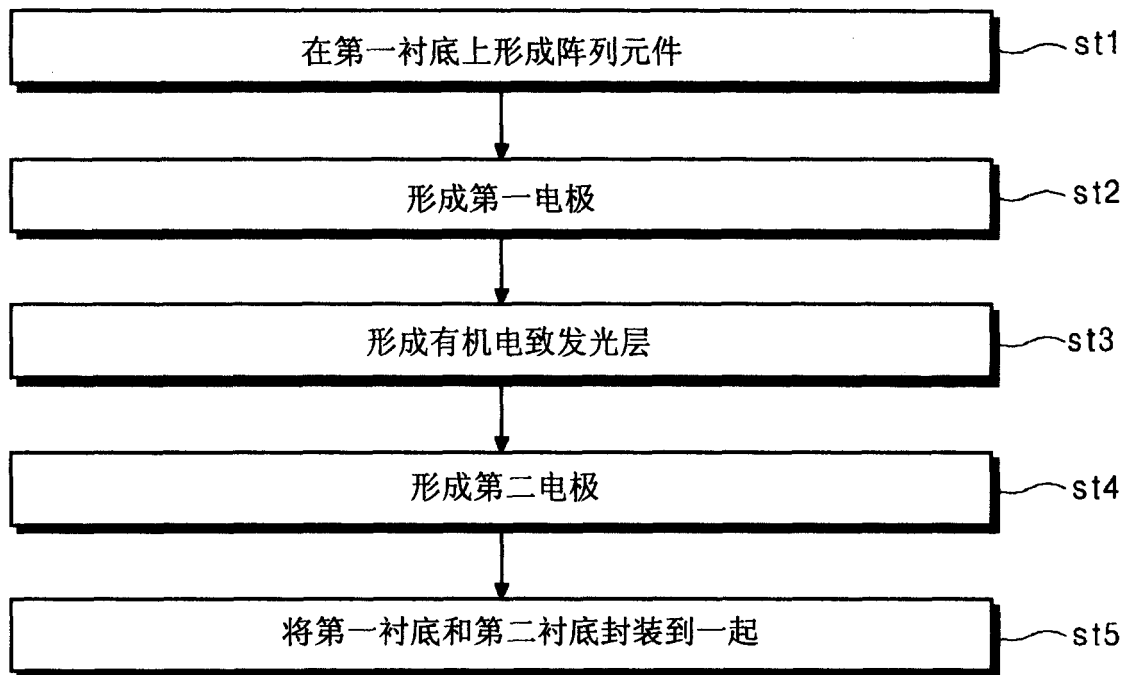 在第一衬底上形成阵列元件
st1
形成第一电极
st2
形成有机电致发光层
st3
形成第二电极
st4
将第一衬底和第二衬底封装到一起
st5